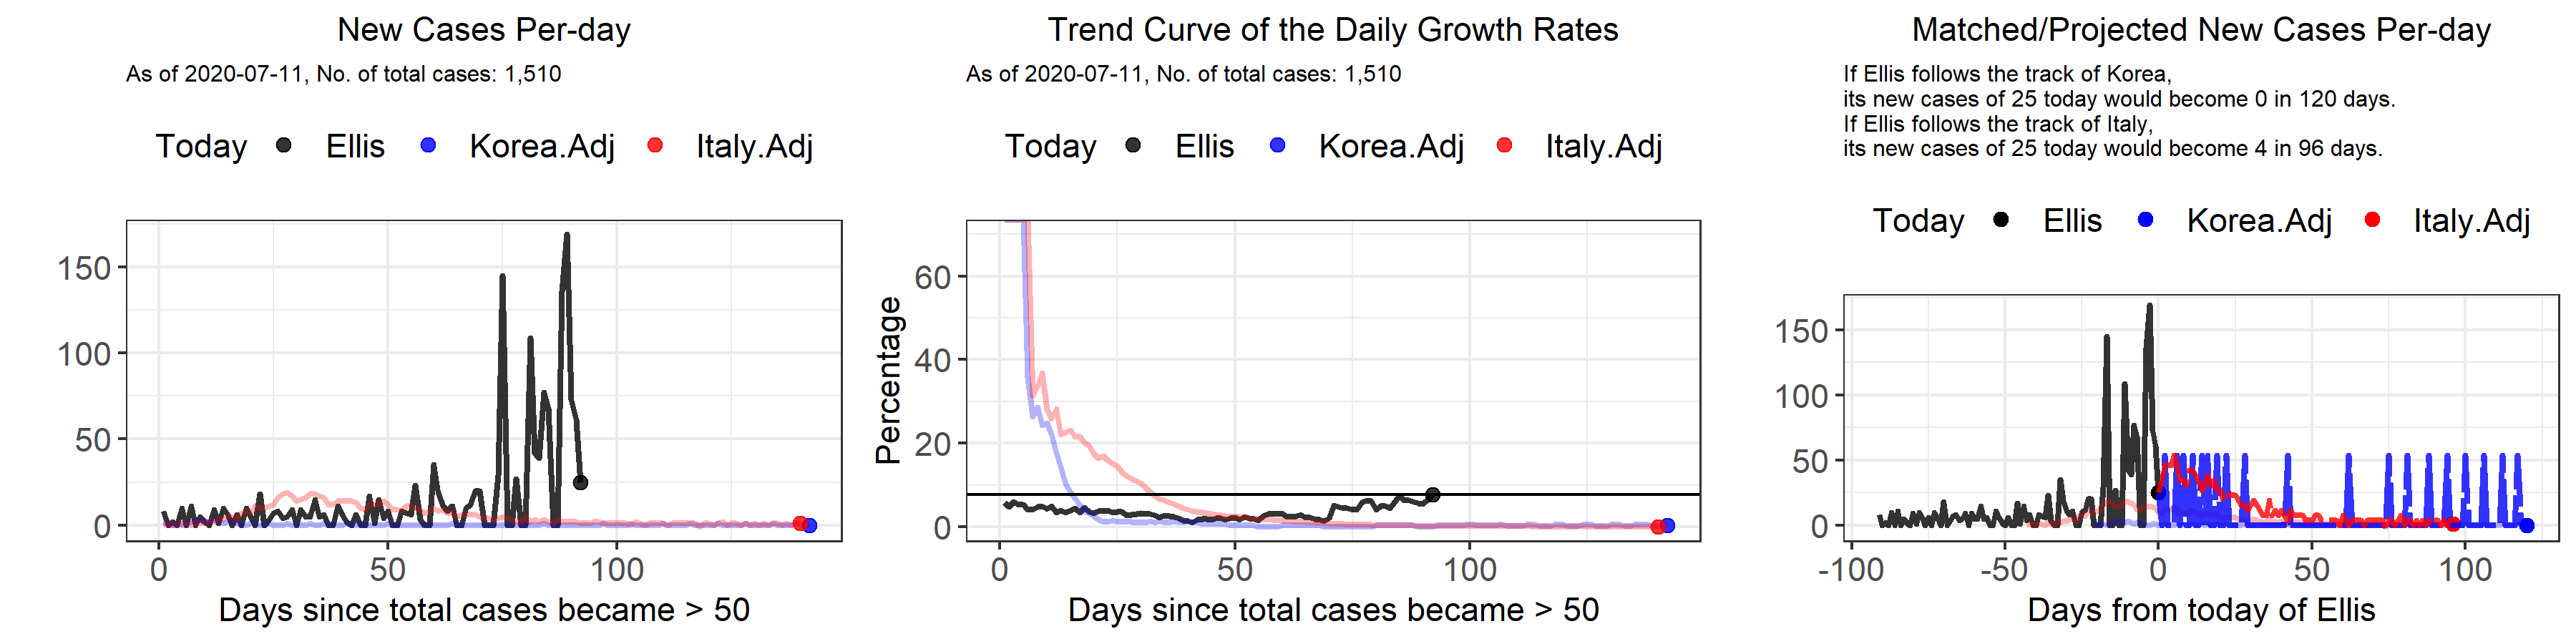 New Cases Per-day
As of 2020-07-11, No. of total cases: 1,510
Today Ellis Korea.Adj Italy.Adj
150
100
50
0
0 50 100
Days since total cases became > 50
Trend Curve of the Daily Growth Rates
As of 2020-07-11, No. of total cases: 1,510
Today Ellis Korea.Adj Italy.Adj
Percentage
60
40
20
0
0 50 100
Days since total cases became > 50
Matched/Projected New Cases Per-day
If Ellis follows the track of Korea,
its new cases of 25 today would become 0 in 120 days.
If Ellis follows the track of Italy,
its new cases of 25 today would become 4 in 96 days.
Today Ellis Korea.Adj Italy.Adj
150
100
50
0
-100 -50 0 50 100
Days from today of Ellis